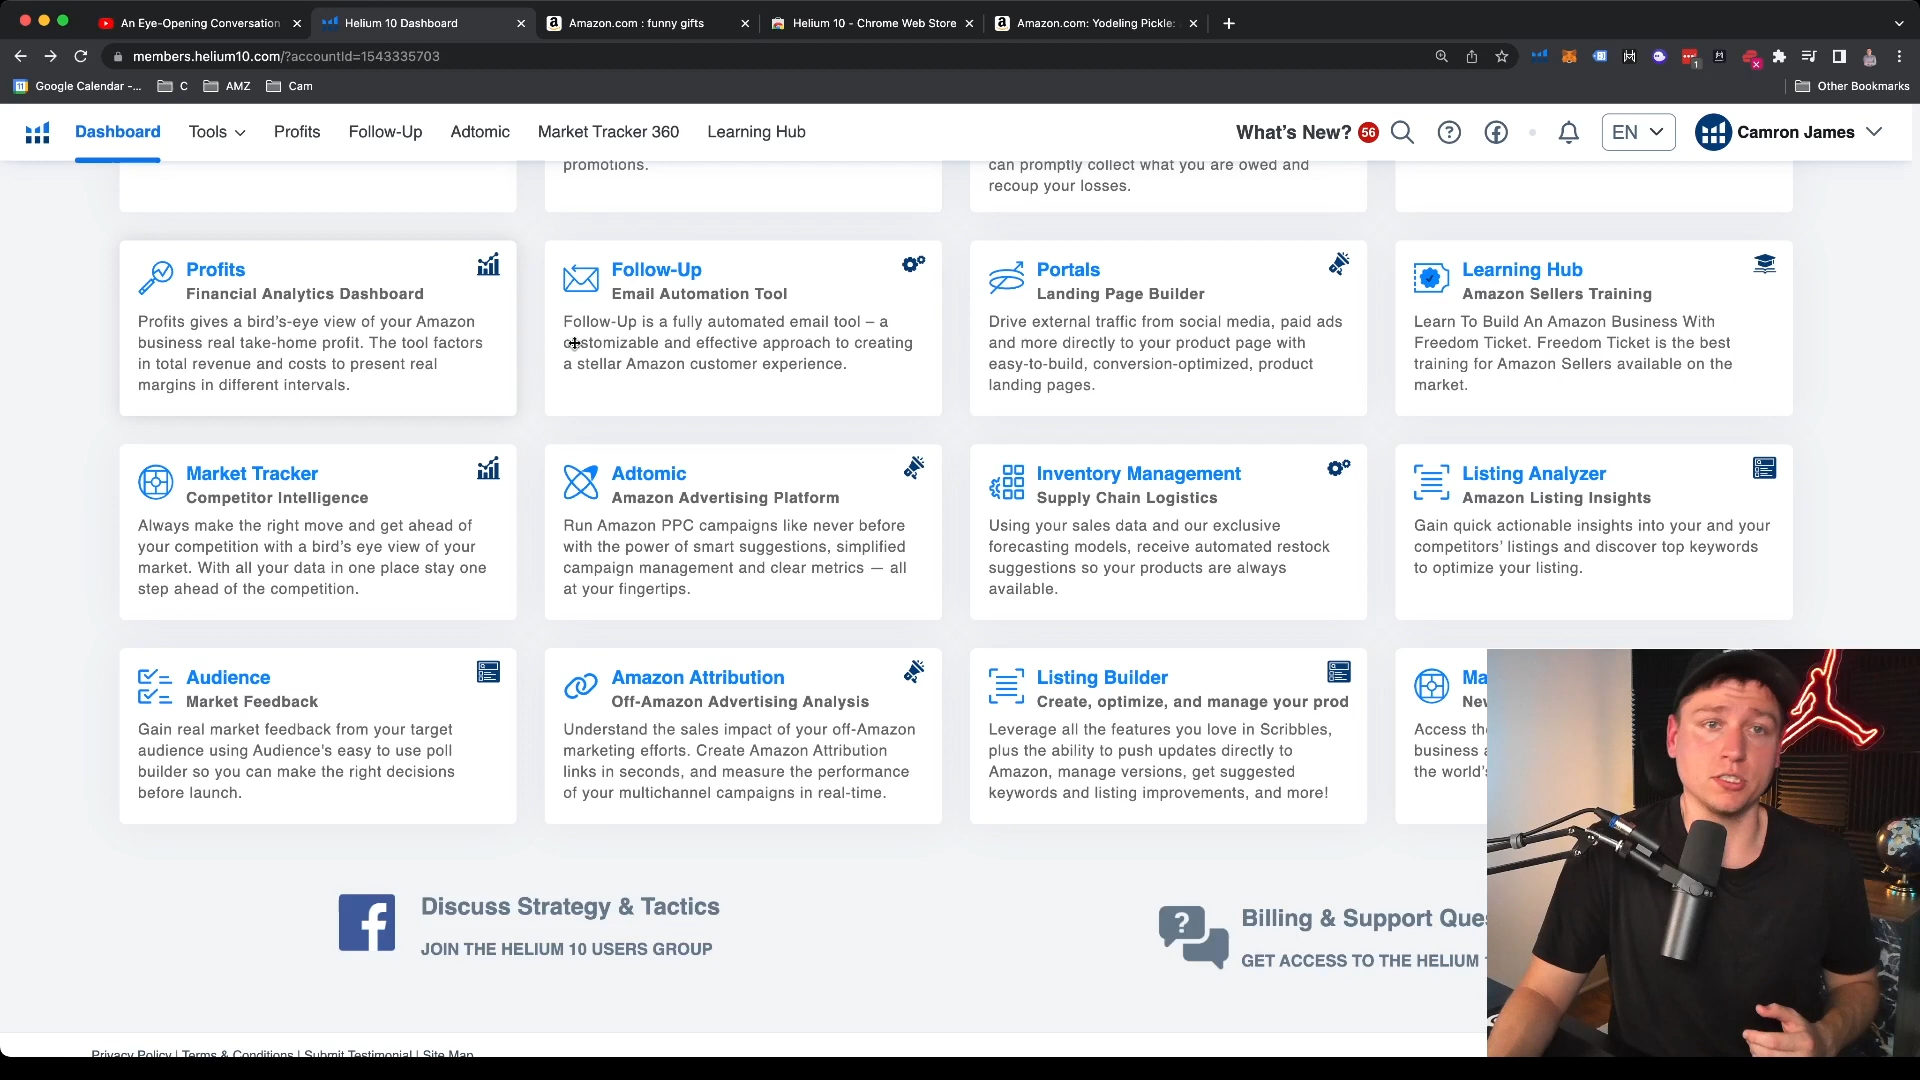 An Eye-Opening Conversation
Helium 10 Dashboard
Amazon.com : funny gifts
Helium 10 - Chrome Web Store
Amazon.com: Yodeling Pickle:
members.helium10.com/?accountId=1543335703
Google Calendar -...
C
AMZ
Cam
Other Bookmarks
Dashboard
Tools
Profits
Follow-Up
Adtomic
Market Tracker 360
Learning Hub
What's New? 56
EN
Camron James
promotions.
can promptly collect what you are owed and
recoup your losses.
Profits
Financial Analytics Dashboard
Profits gives a bird's-eye view of your Amazon
business real take-home profit. The tool factors
in total revenue and costs to present real
margins in different intervals.
Follow-Up
Email Automation Tool
Follow-Up is a fully automated email tool – a
customizable and effective approach to creating
a stellar Amazon customer experience.
Portals
Landing Page Builder
Drive external traffic from social media, paid ads
and more directly to your product page with
easy-to-build, conversion-optimized, product
landing pages.
Learning Hub
Amazon Sellers Training
Learn To Build An Amazon Business With
Freedom Ticket. Freedom Ticket is the best
training for Amazon Sellers available on the
market.
Market Tracker
Competitor Intelligence
Always make the right move and get ahead of
your competition with a bird's eye view of your
market. With all your data in one place stay one
step ahead of the competition.
Adtomic
Amazon Advertising Platform
Run Amazon PPC campaigns like never before
with the power of smart suggestions, simplified
campaign management and clear metrics — all
at your fingertips.
Inventory Management
Supply Chain Logistics
Using your sales data and our exclusive
forecasting models, receive automated restock
suggestions so your products are always
available.
Listing Analyzer
Amazon Listing Insights
Gain quick actionable insights into your and your
competitors' listings and discover top keywords
to optimize your listing.
Audience
Market Feedback
Gain real market feedback from your target
audience using Audience's easy to use poll
builder so you can make the right decisions
before launch.
Amazon Attribution
Off-Amazon Advertising Analysis
Understand the sales impact of your off-Amazon
marketing efforts. Create Amazon Attribution
links in seconds, and measure the performance
of your multichannel campaigns in real-time.
Listing Builder
Create, optimize, and manage your prod
Leverage all the features you love in Scribbles,
plus the ability to push updates directly to
Amazon, manage versions, get suggested
keywords and listing improvements, and more!
Ma
Nev
Access the
business a
the world's
Discuss Strategy & Tactics
JOIN THE HELIUM 10 USERS GROUP
Billing & Support Que
GET ACCESS TO THE HELIUM
Privacy Policy | Terms & Conditions | Submit Testimonial | Site Map